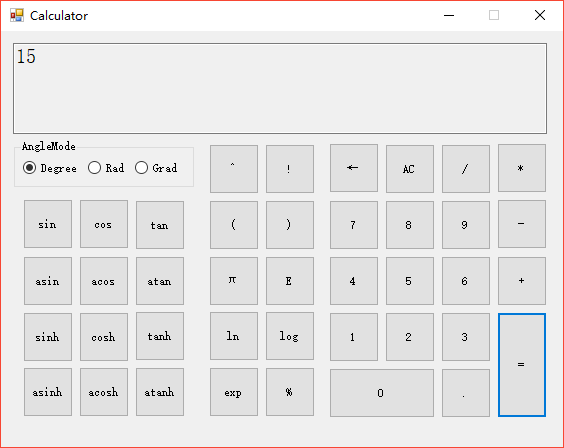 Calculator
15
AngleMode
Degree Rad Grad
^ ! ← AC / *
sin cos tan ( ) 7 8 9 -
asin acos atan π E 4 5 6 +
sinh cosh tanh ln log 1 2 3 =
asinh acosh atanh exp % 0 .